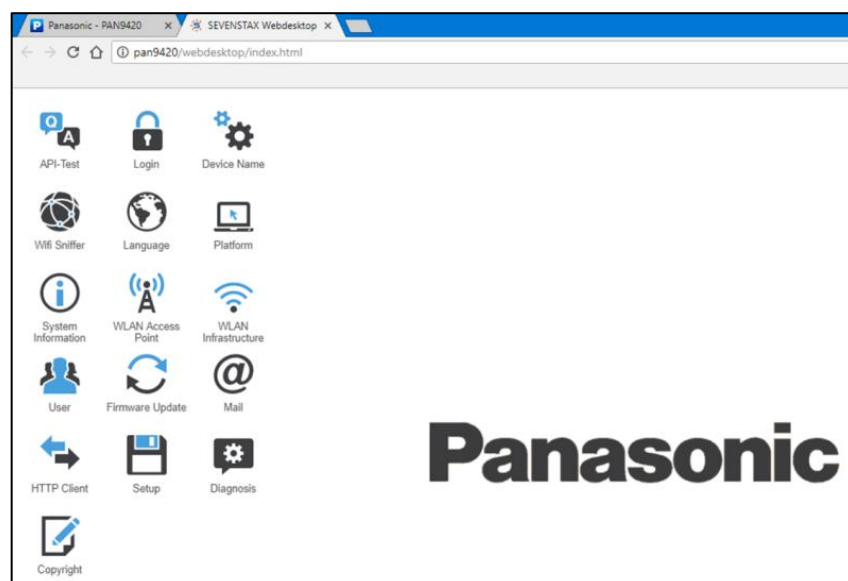 Panasonic - PAN9420
SEVENSTAX Webdesktop
pan9420/webdesktop/index.html
Q
A
API-Test
Login
Device Name
Wifi Sniffer
Language
Platform
System
Information
WLAN Access
Point
WLAN
Infrastructure
User
Firmware Update
@
Mail
HTTP Client
Setup
Diagnosis
Copyright
Panasonic